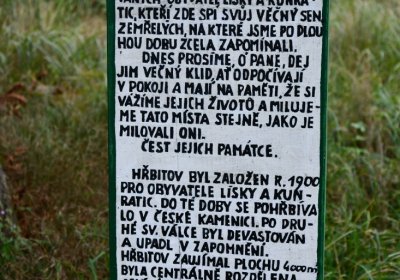 TIC, KTEŘÍ ZDE SPÍ SVŮJ VĚČNÝ SEN,
ZEMŘELÝCH, NA KTERÉ JSME PO DLOU
HOU DOBU ZCELA ZAPOMÍNALI.
DNES PROSÍME, O PANE, DEJ
JIM VĚČNÝ KLID, AŤ ODPOČÍVAJÍ
V POKOJI A MAJÍ NA PAMĚTI, ŽE SI
VÁŽÍME JEJICH ŽIVOTŮ A MILUJE-
ME TATO MÍSTA STEJNĚ, JAKO JE
MILOVALI ONI.
ČEST JEJICH PAMÁTCE.
HŘBITOV BYL ZALOŽEN R. 1900
PRO OBYVATELE LÍSKY A KUN-
RATIC. DO TÉ DOBY SE POHŘBÍVA
LO V ČESKÉ KAMENICI. PO DRU-
HÉ SV. VÁLCE BYL DEVASTOVÁN
A UPADL V ZAPOMNĚNÍ.
HŘBITOV ZAUJÍMAL PLOCHU 4000m
BYLA CENTRÁLNĚ ROZDĚLENA